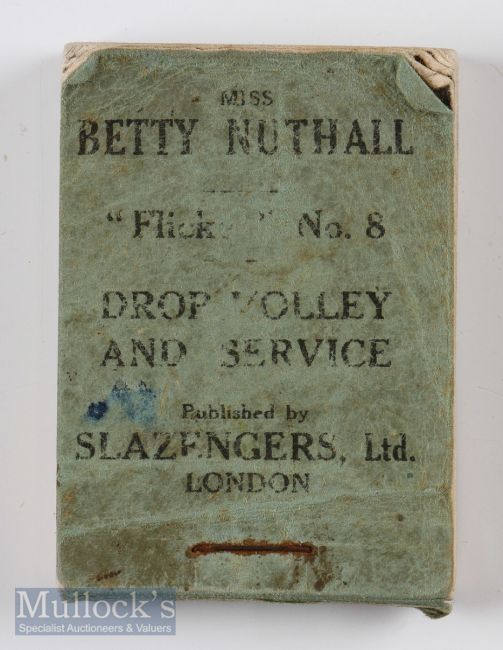 MISS
BETTY NUTHALL
No. 8
DROP VOLLEY
AND SERVICE
Published by
SLAZENGERS, Ltd.
LONDON
Mullock's
Specialist Auctioneers & Valuers